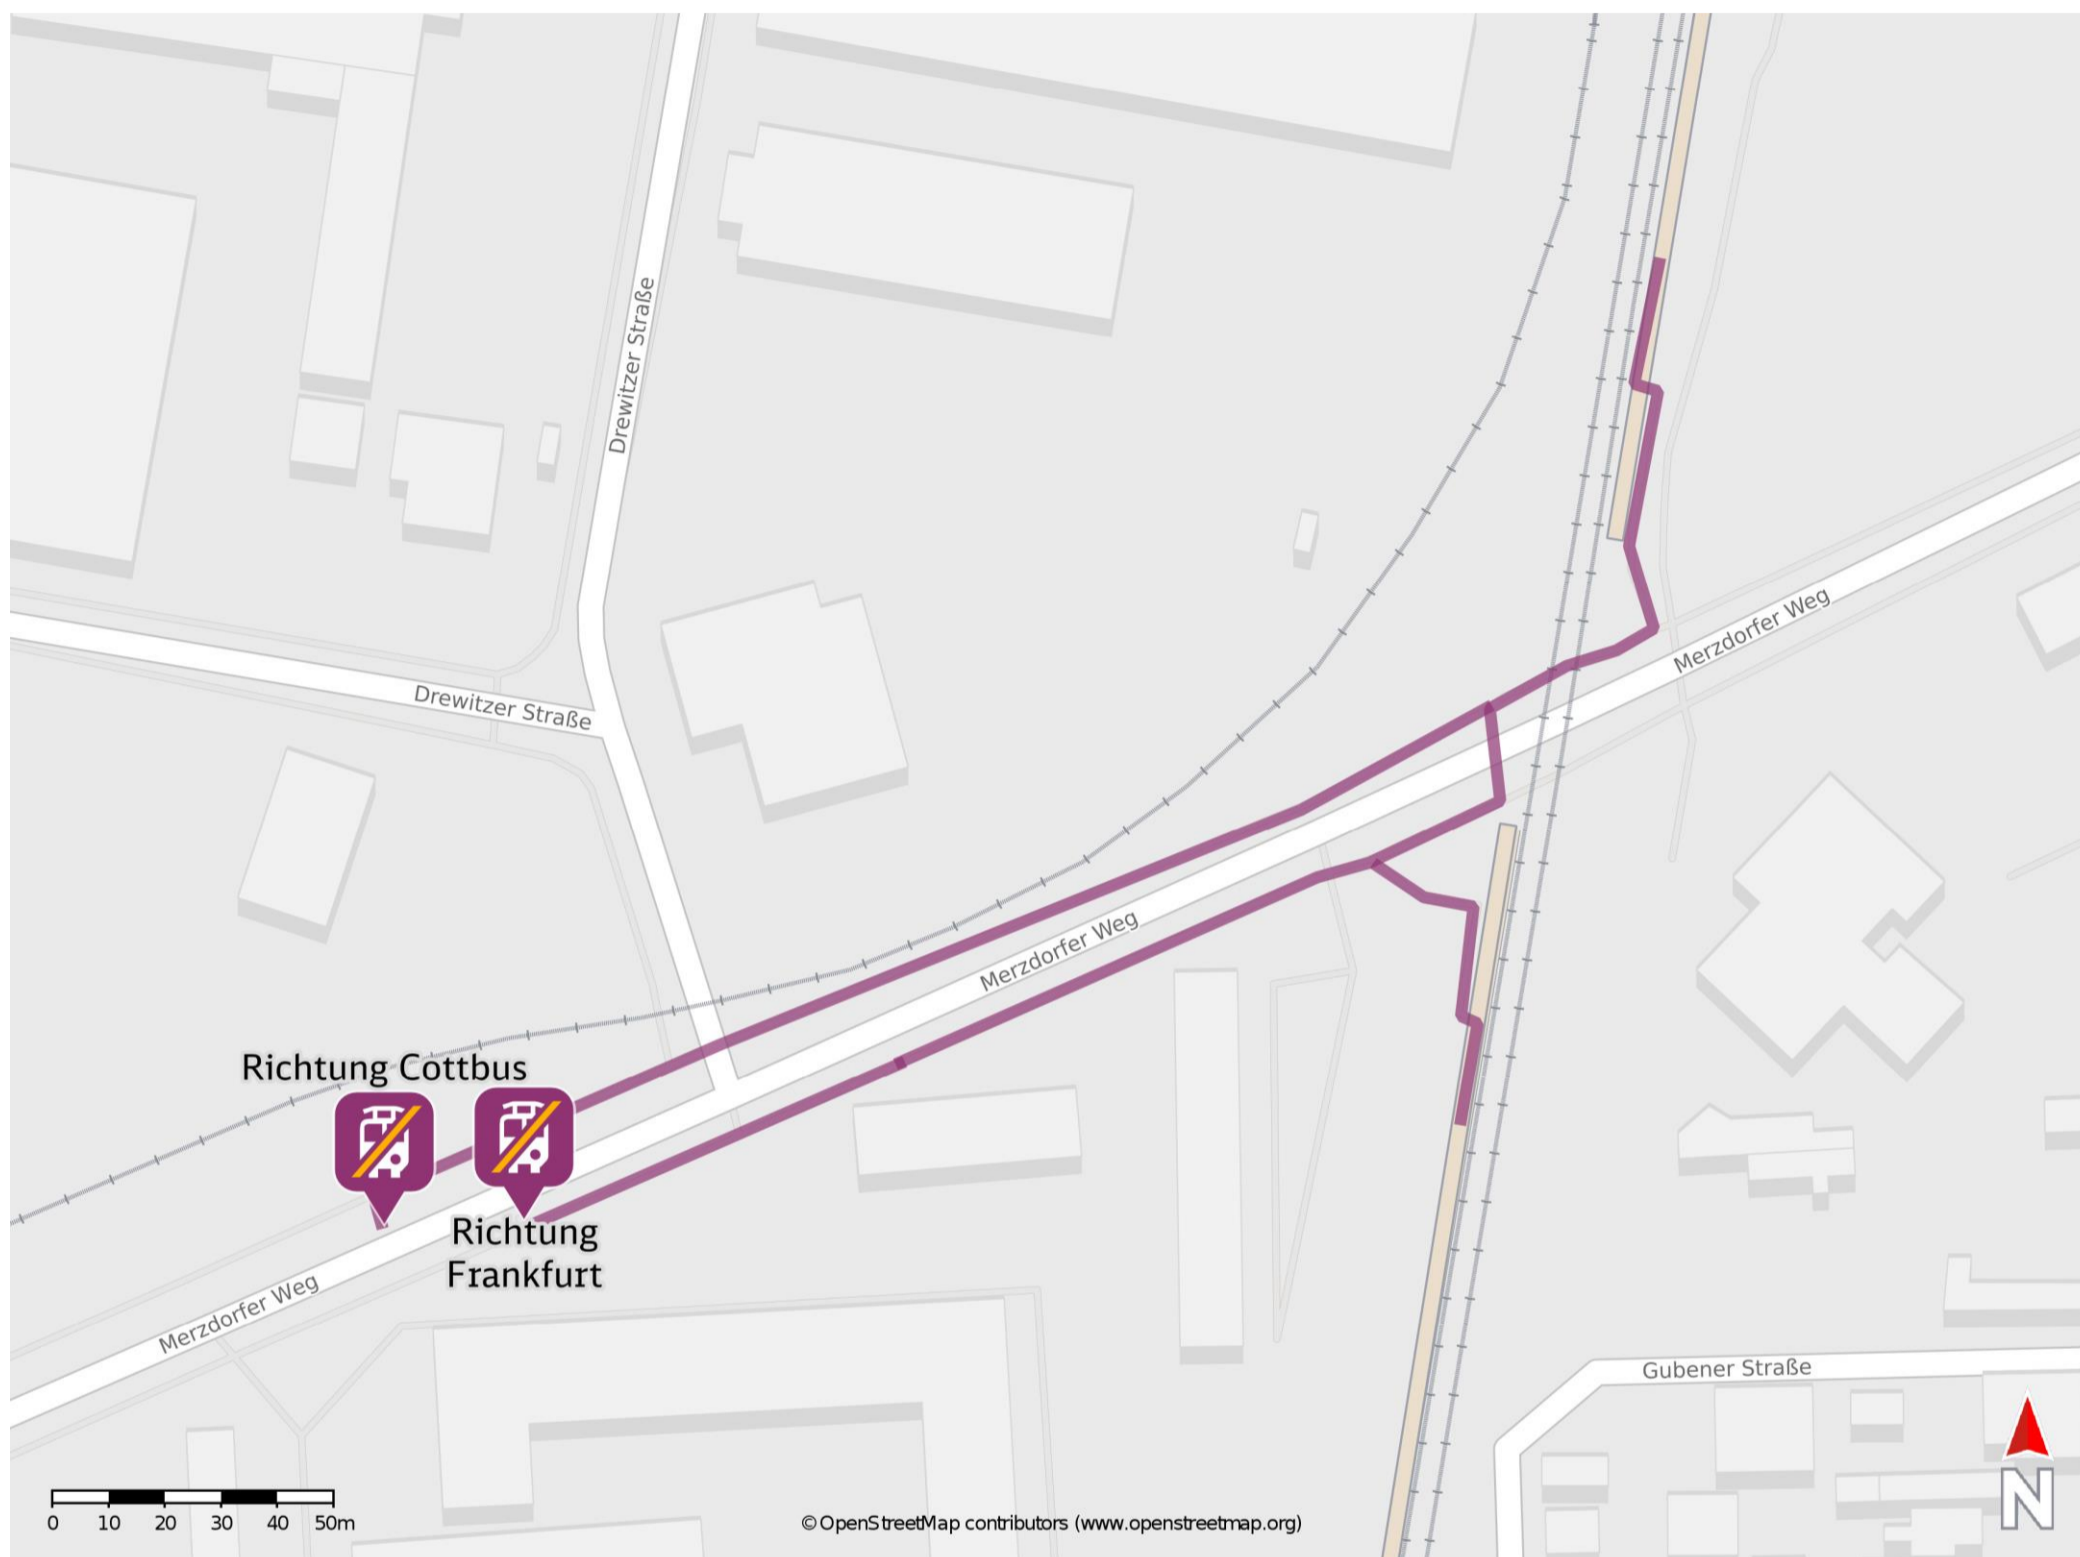 Drewitzer Straße
Drewitzer Straße
Merzdorfer Weg
Merzdorfer Weg
Richtung Cottbus
Richtung
Frankfurt
Merzdorfer Weg
Gubener Straße
N
0 10 20 30 40 50m
© OpenStreetMap contributors (www.openstreetmap.org)